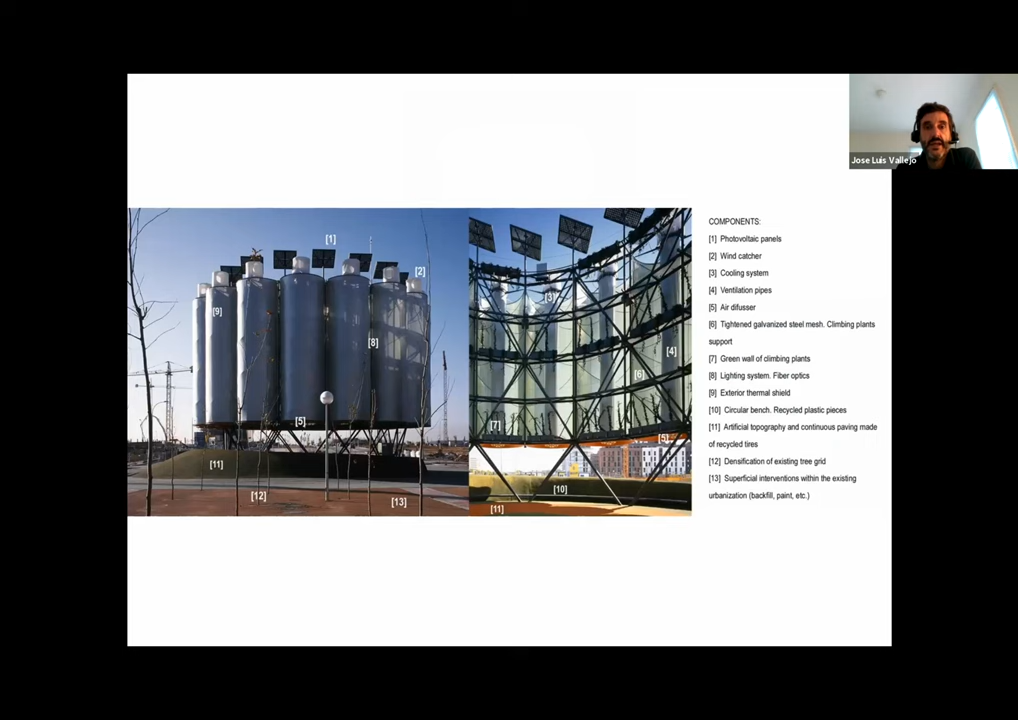 Jose Luis Vallejo
[1]
[2]
[9]
[8]
[5]
[11]
[12]
[13]
[3]
[4]
[6]
[7]
[5]
[10]
[11]
COMPONENTS:
[1] Photovoltaic panels
[2] Wind catcher
[3] Cooling system
[4] Ventilation pipes
[5] Air difusser
[6] Tightened galvanized steel mesh. Climbing plants
support
[7] Green wall of climbing plants
[8] Lighting system. Fiber optics
[9] Exterior thermal shield
[10] Circular bench. Recycled plastic pieces
[11] Artificial topography and continuous paving made
of recycled tires
[12] Densification of existing tree grid
[13] Superficial interventions within the existing
urbanization (backfill, paint, etc.)